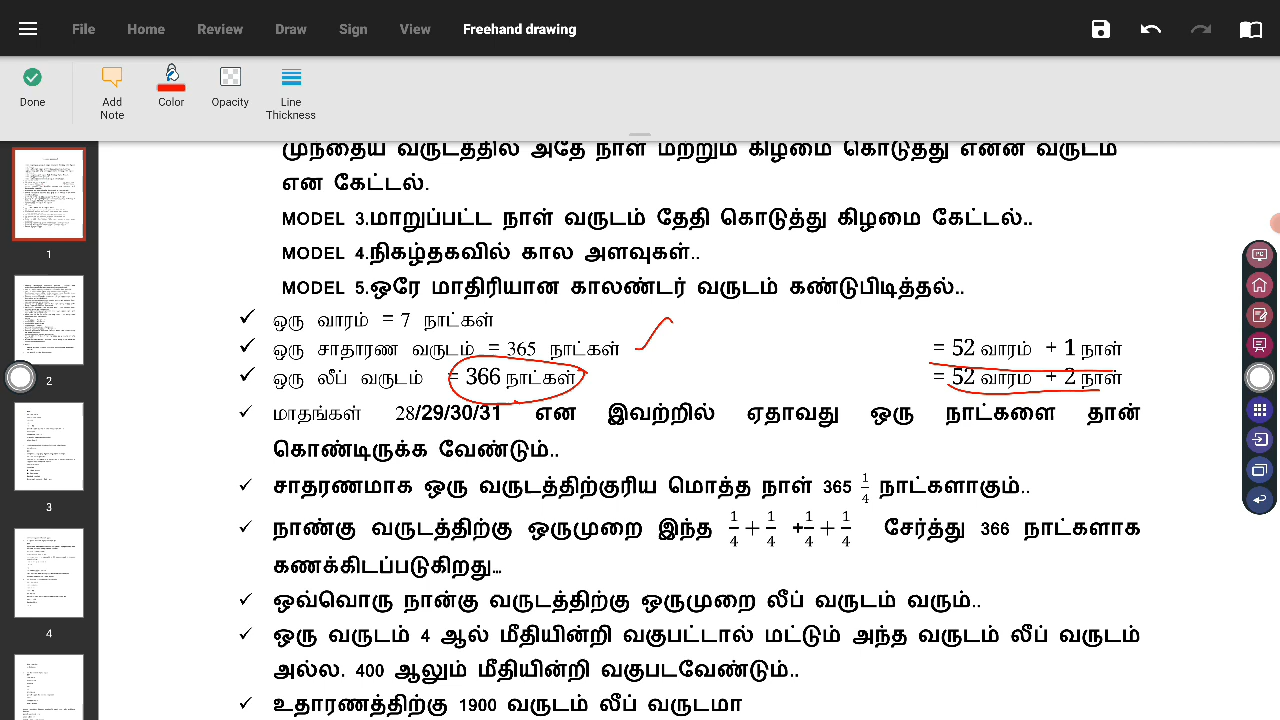 File Home Review Draw Sign View Freehand drawing
Done Add Note Color Opacity Line Thickness
முந்தைய வருடத்தில் அதே நாள் மற்றும் கிழமை கொடுத்து என்ன வருடம்
என கேட்டல்.
MODEL 3.மாறுப்பட்ட நாள் வருடம் தேதி கொடுத்து கிழமை கேட்டல்..
MODEL 4.நிகழ்தகவில் கால அளவுகள்..
MODEL 5.ஒரே மாதிரியான காலண்டர் வருடம் கண்டுபிடித்தல்..
✓ ஒரு வாரம் = 7 நாட்கள்
✓ ஒரு சாதாரண வருடம் = 365 நாட்கள் = 52 வாரம் + 1 நாள்
✓ ஒரு லீப் வருடம் = 366 நாட்கள் = 52 வாரம் + 2 நாள்
✓ மாதங்கள் 28/29/30/31 என இவற்றில் ஏதாவது ஒரு நாட்களை தான்
கொண்டிருக்க வேண்டும்..
✓ சாதரணமாக ஒரு வருடத்திற்குரிய மொத்த நாள் 365 1/4 நாட்களாகும்..
✓ நாண்கு வருடத்திற்கு ஒருமுறை இந்த 1/4 + 1/4 + 1/4 + 1/4 சேர்த்து 366 நாட்களாக
கணக்கிடப்படுகிறது...
✓ ஒவ்வொரு நான்கு வருடத்திற்கு ஒருமுறை லீப் வருடம் வரும்..
✓ ஒரு வருடம் 4 ஆல் மீதியின்றி வகுபட்டால் மட்டும் அந்த வருடம் லீப் வருடம்
அல்ல. 400 ஆலும் மீதியின்றி வகுபடவேண்டும்..
✓ உதாரணத்திற்கு 1900 வருடம் லீப் வருடமா
1
2
3
4